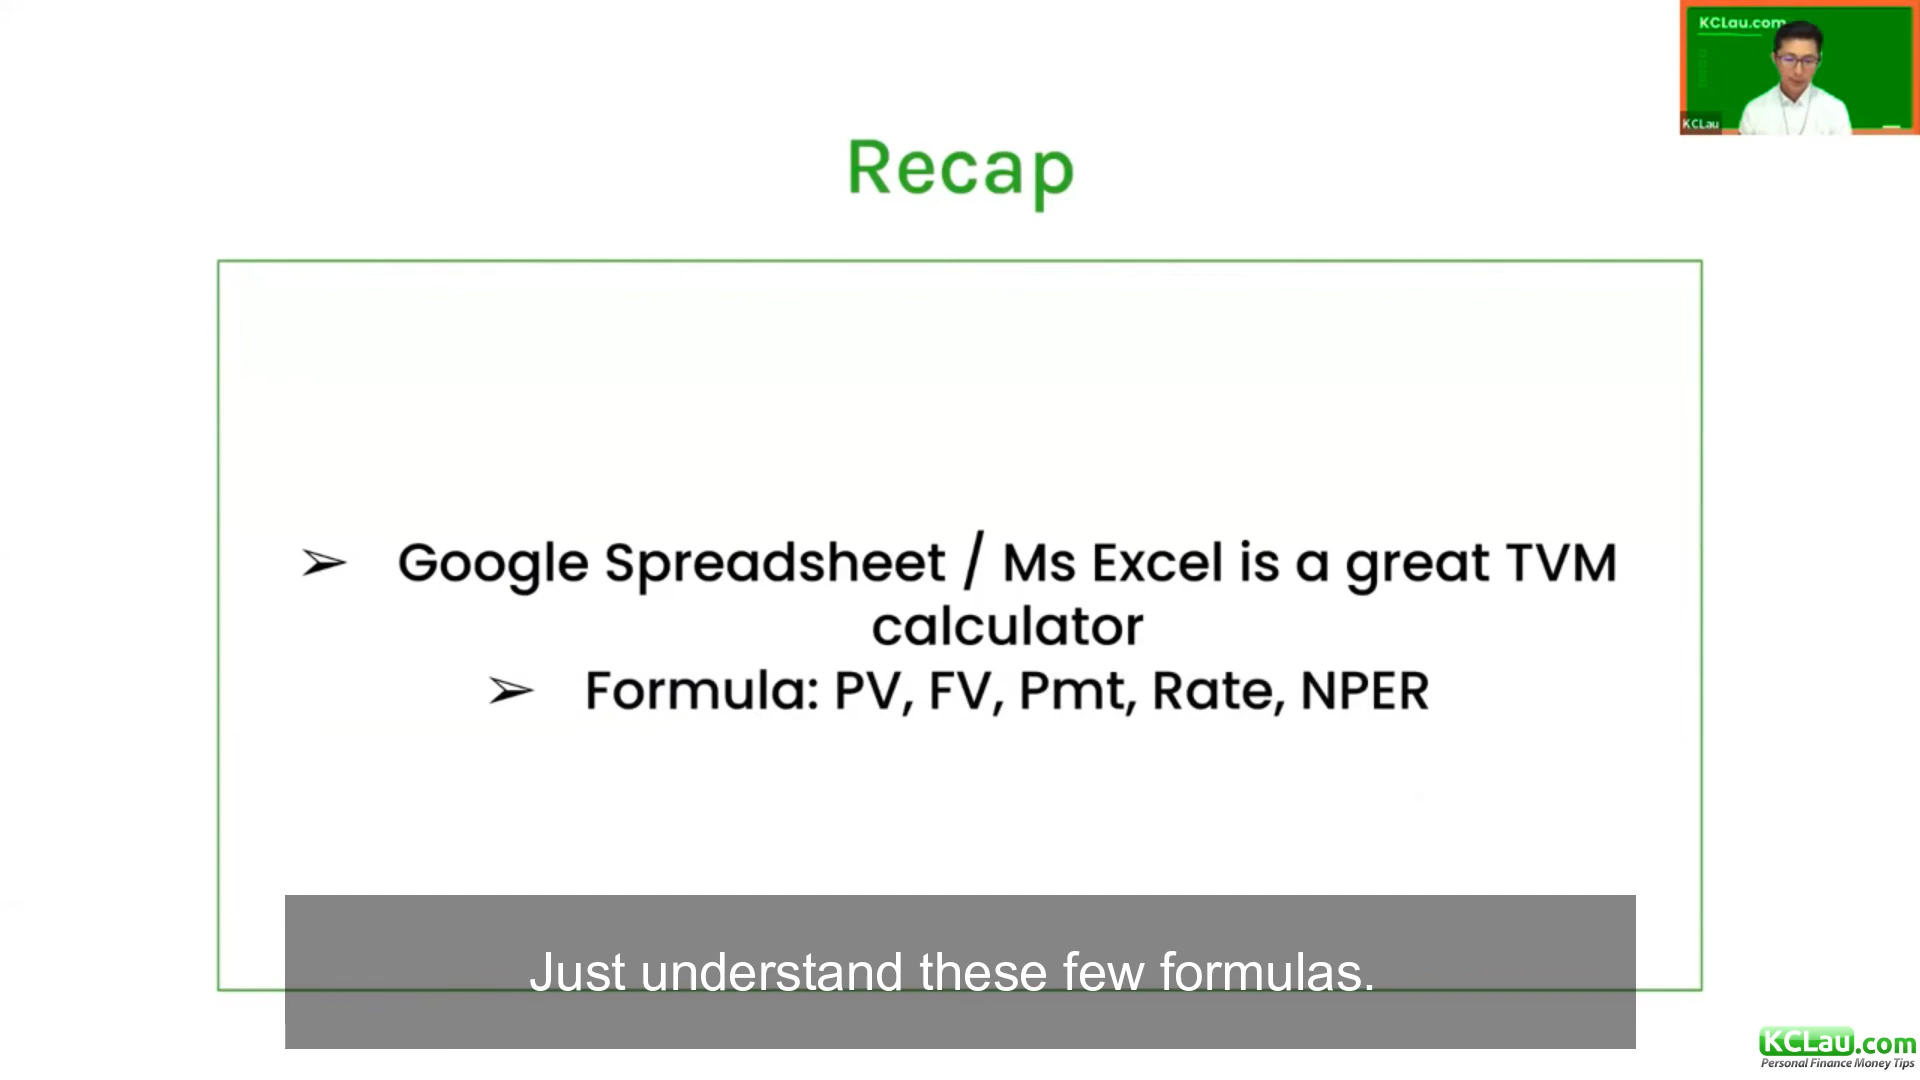 KCLau.com
KCLau
Recap
➢ Google Spreadsheet / Ms Excel is a great TVM
calculator
➢ Formula: PV, FV, Pmt, Rate, NPER
Just understand these few formulas.
KCLau.com
Personal Finance Money Tips